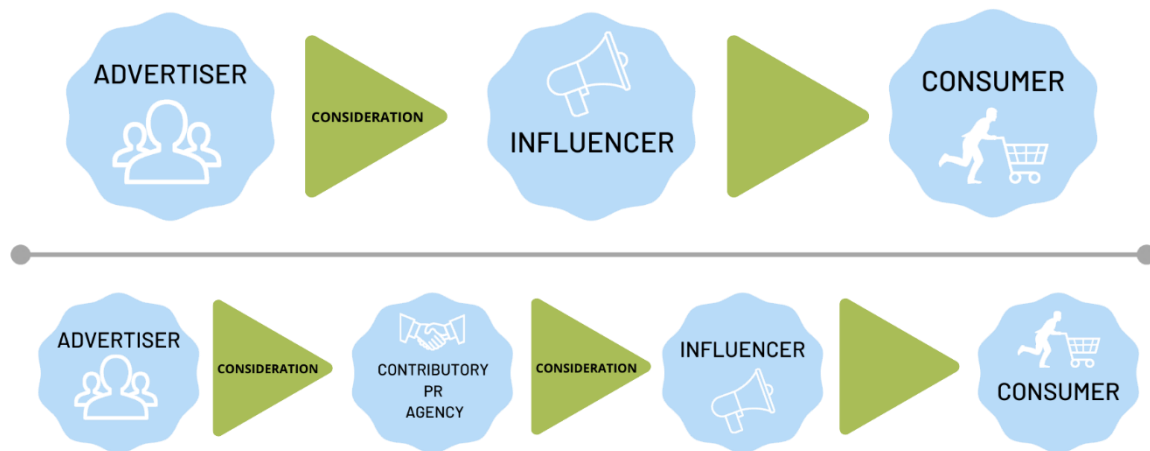 ADVERTISER
CONSIDERATION
INFLUENCER
CONSUMER
ADVERTISER
CONSIDERATION
CONTRIBUTORY
PR
AGENCY
CONSIDERATION
INFLUENCER
CONSUMER